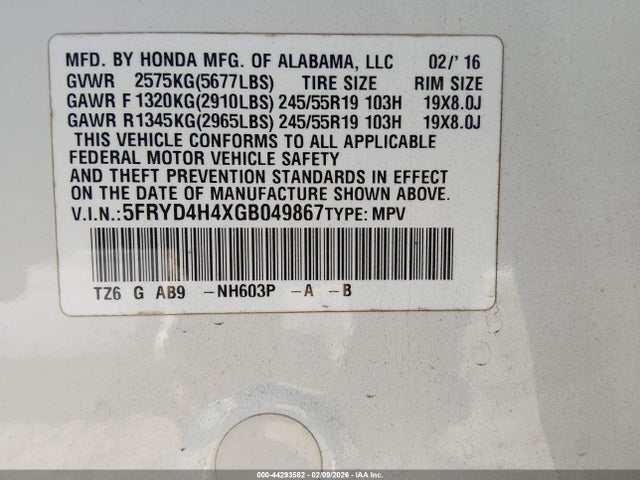 MFD. BY HONDA MFG. OF ALABAMA, LLC 02/' 16
GVWR 2575KG(5677LBS) TIRE SIZE RIM SIZE
GAWR F 1320KG(2910LBS) 245/55R19 103H 19X8.0J
GAWR R1345KG(2965LBS) 245/55R19 103H 19X8.0J
THIS VEHICLE CONFORMS TO ALL APPLICABLE
FEDERAL MOTOR VEHICLE SAFETY
AND THEFT PREVENTION STANDARDS IN EFFECT
ON THE DATE OF MANUFACTURE SHOWN ABOVE.
V.I.N.:5FRYD4H4XGB049867TYPE: MPV
TZ6 G AB9 -NH603P -A -B
000-44293582 - 02/09/2026 - IAA Inc.